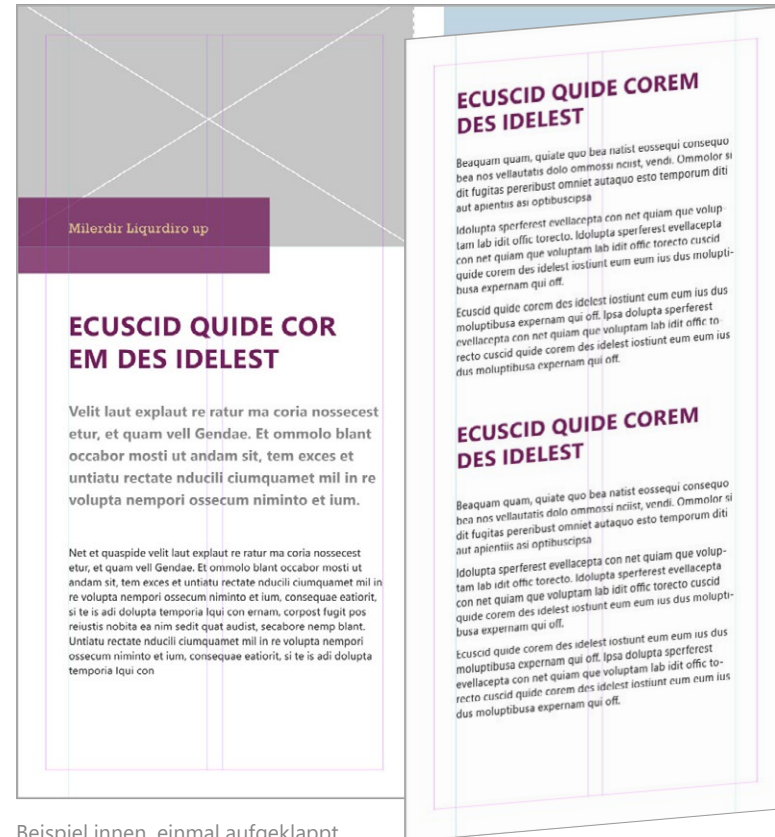 Milerdir Liqurdiro up
ECUSCID QUIDE COR
EM DES IDELEST
Velit laut explaut re ratur ma coria nossecest
etur, et quam vell Gendae. Et ommolo blant
occabor mosti ut andam sit, tem exces et
untiatu rectate nducili ciumquamet mil in re
volupta nempori ossecum niminto et ium.
Net et quaspide velit laut explaut re ratur ma coria nossecest
etur, et quam vell Gendae. Et ommolo blant occabor mosti ut
andam sit, tem exces et untiatu rectate nducili ciumquamet mil in
re volupta nempori ossecum niminto et ium, consequae eatiorit,
si te is adi dolupta temporia Iqui con ernam, corpost fugit pos
reiustis nobita ea nim sedit quat audist, secabore nemp blant.
Untiatu rectate nducili ciumquamet mil in re volupta nempori
ossecum niminto et ium, consequae eatiorit, si te is adi dolupta
temporia Iqui con
ECUSCID QUIDE COREM
DES IDELEST
Beaquam quam, quiate quo bea natist eossequi consequo
bea nos vellautatis dolo ommossi nciist, vendi. Ommolor si
dit fugitas pereribust omniet autaquo esto temporum diti
aut apientiis asi optibuscipsa
Idolupta sperferest evellacepta con net quiam que volup-
tam lab idit offic torecto. Idolupta sperferest evellacepta
con net quiam que voluptam lab idit offic torecto cuscid
quide corem des idelest iostiunt eum eum ius dus molupti-
busa expernam qui off.
Ecuscid quide corem des idelest iostiunt eum eum ius dus
moluptibusa expernam qui off. Ipsa dolupta sperferest
evellacepta con net quiam que voluptam lab idit offic to-
recto cuscid quide corem des idelest iostiunt eum eum ius
dus moluptibusa expernam qui off.
ECUSCID QUIDE COREM
DES IDELEST
Beaquam quam, quiate quo bea natist eossequi consequo
bea nos vellautatis dolo ommossi nciist, vendi. Ommolor si
dit fugitas pereribust omniet autaquo esto temporum diti
aut apientiis asi optibuscipsa
Idolupta sperferest evellacepta con net quiam que volup-
tam lab idit offic torecto. Idolupta sperferest evellacepta
con net quiam que voluptam lab idit offic torecto cuscid
quide corem des idelest iostiunt eum eum ius dus molupti-
busa expernam qui off.
Ecuscid quide corem des idelest iostiunt eum eum ius dus
moluptibusa expernam qui off. Ipsa dolupta sperferest
evellacepta con net quiam que voluptam lab idit offic to-
recto cuscid quide corem des idelest iostiunt eum eum ius
dus moluptibusa expernam qui off.
Beispiel innen, einmal aufgeklappt